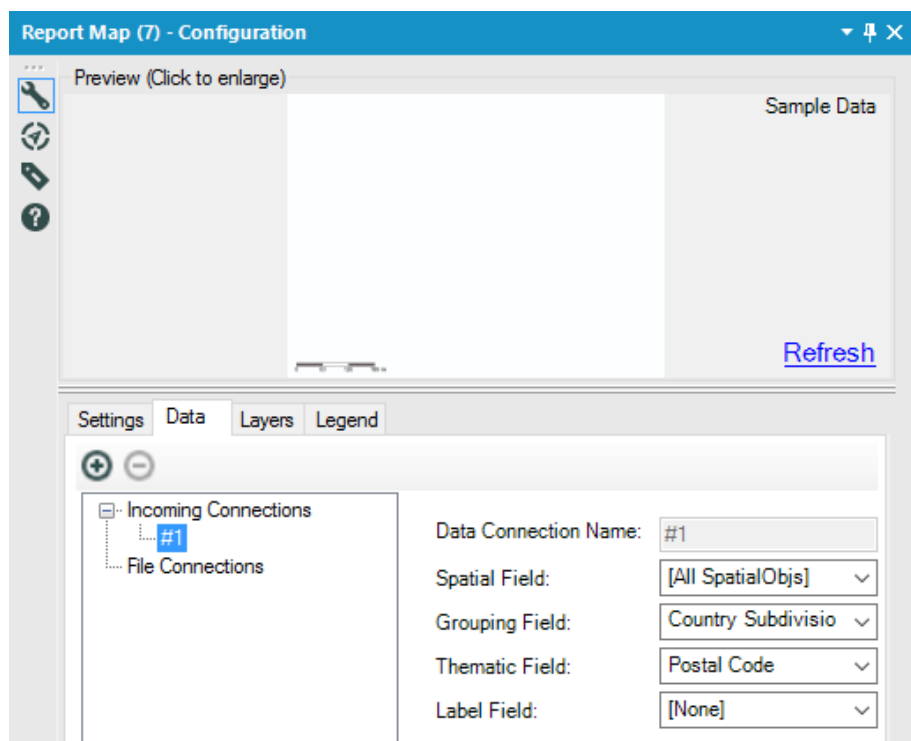 Report Map (7) - Configuration
Preview (Click to enlarge)
Sample Data
Refresh
Settings Data Layers Legend
Incoming Connections
#1
File Connections
Data Connection Name: #1
Spatial Field: [All SpatialObjs]
Grouping Field: Country Subdivisio
Thematic Field: Postal Code
Label Field: [None]